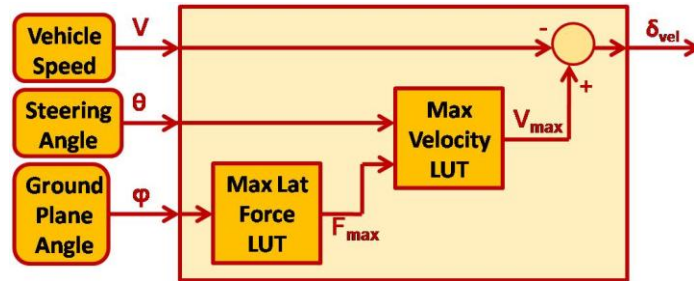 Vehicle
Speed
V
-
δvel
Steering
Angle
θ
Max
Velocity
LUT
Vmax
+
Ground
Plane
Angle
φ
Max Lat
Force
LUT
Fmax